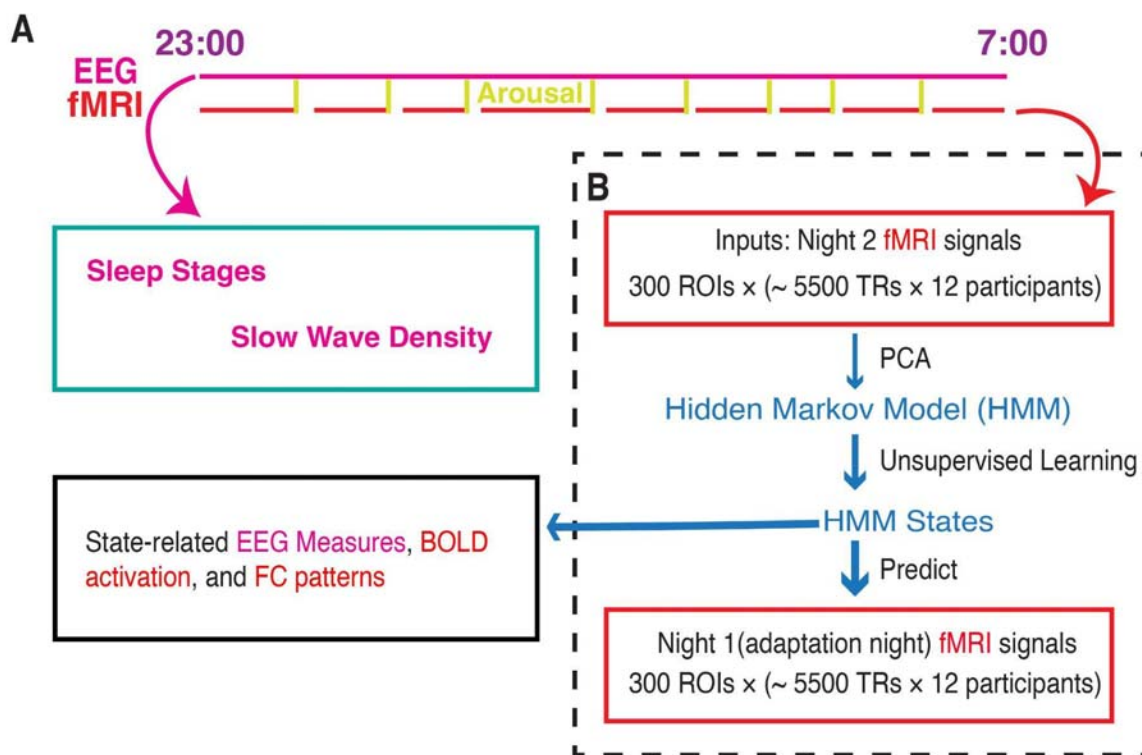 A
23:00
7:00
EEG
fMRI
Arousal
Sleep Stages
Slow Wave Density
State-related EEG Measures, BOLD
activation, and FC patterns
B
Inputs: Night 2 fMRI signals
300 ROIs × (~ 5500 TRs × 12 participants)
PCA
Hidden Markov Model (HMM)
Unsupervised Learning
HMM States
Predict
Night 1(adaptation night) fMRI signals
300 ROIs × (~ 5500 TRs × 12 participants)